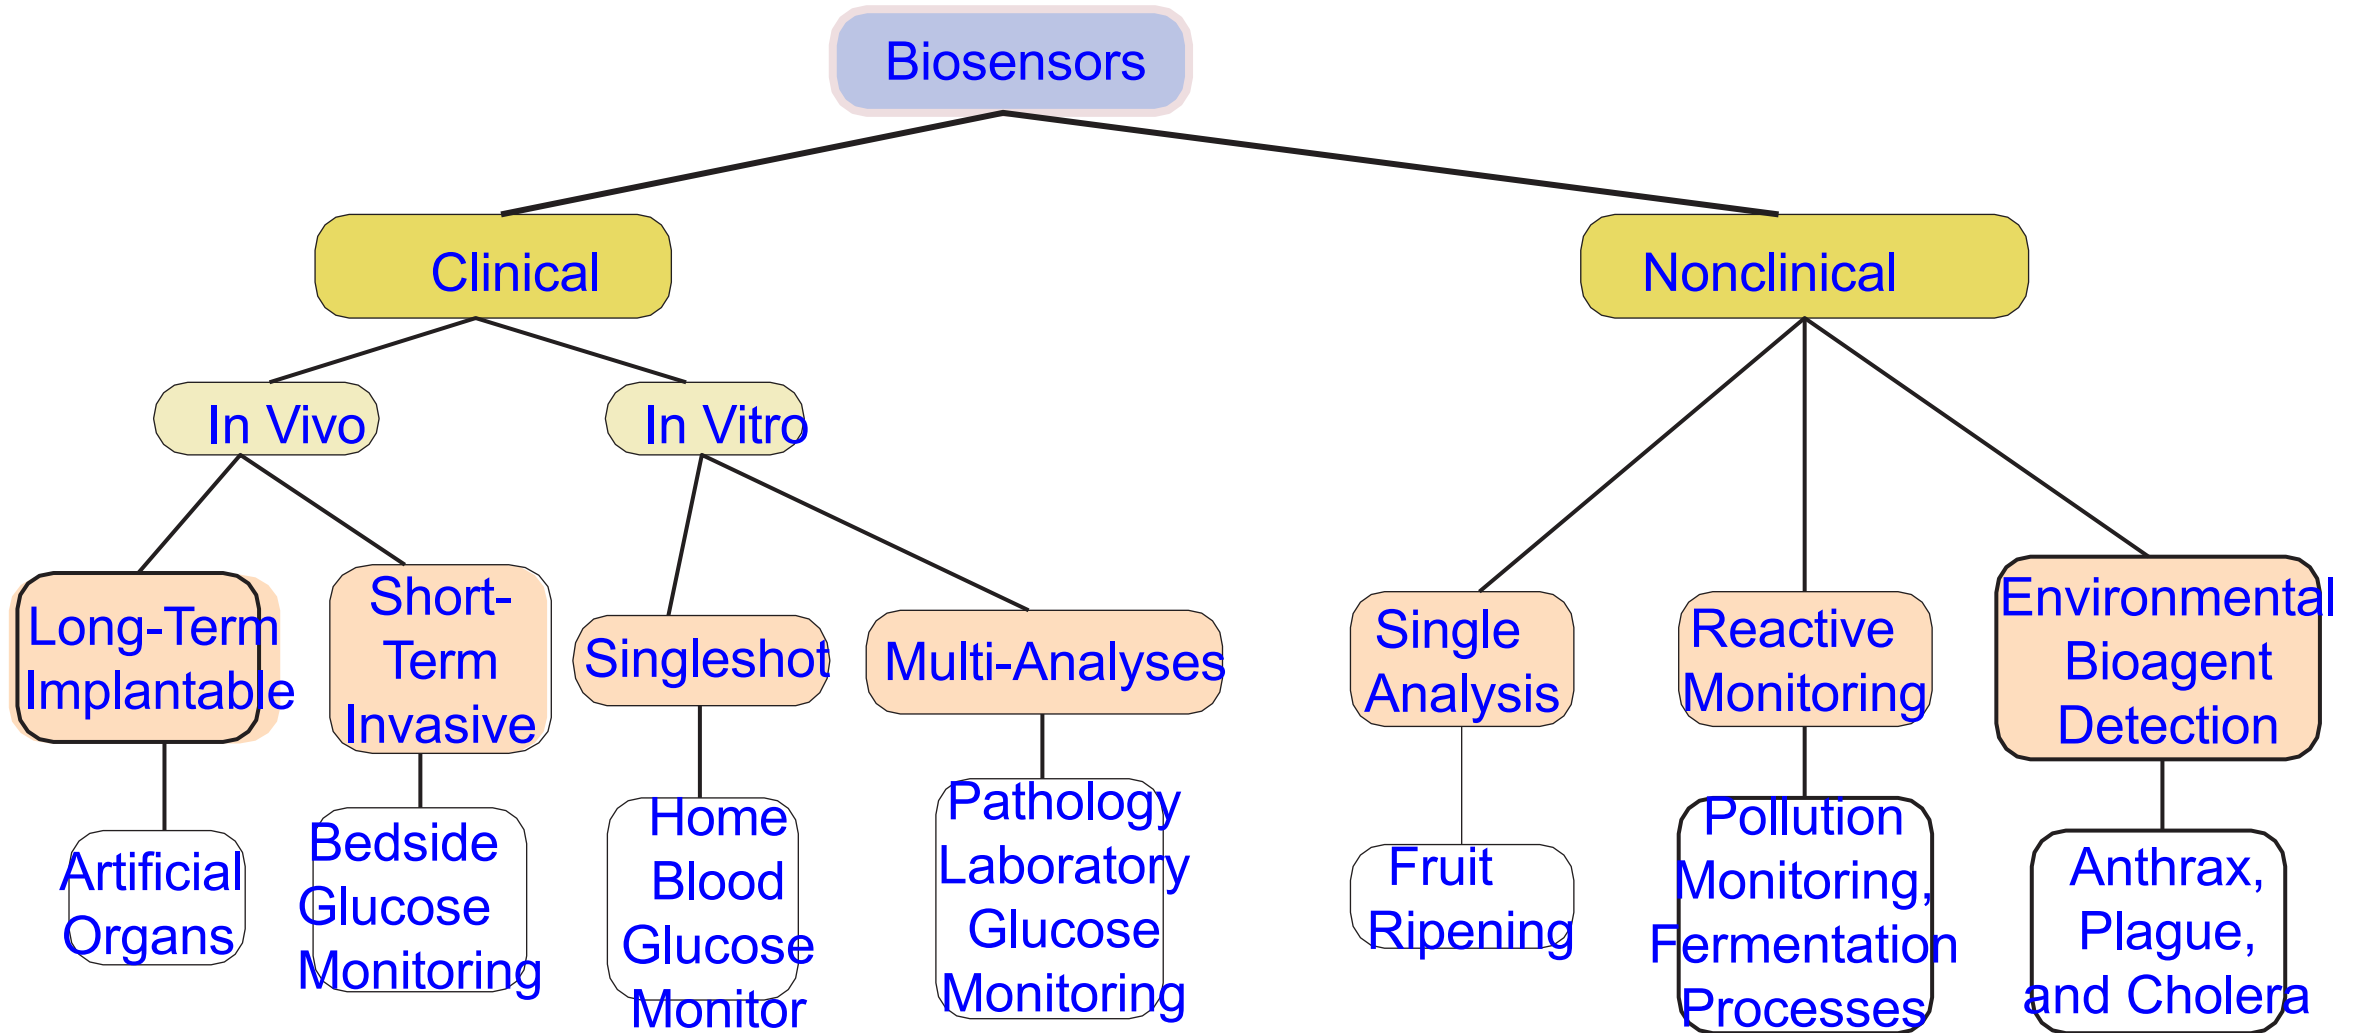 Biosensors
Clinical
Nonclinical
In Vivo
In Vitro
Long-Term
Implantable
Short-
Term
Invasive
Singleshot
Multi-Analyses
Single
Analysis
Reactive
Monitoring
Environmental
Bioagent
Detection
Artificial
Organs
Bedside
Glucose
Monitoring
Home
Blood
Glucose
Monitor
Pathology
Laboratory
Glucose
Monitoring
Fruit
Ripening
Pollution
Monitoring,
Fermentation
Processes
Anthrax,
Plague,
and Cholera